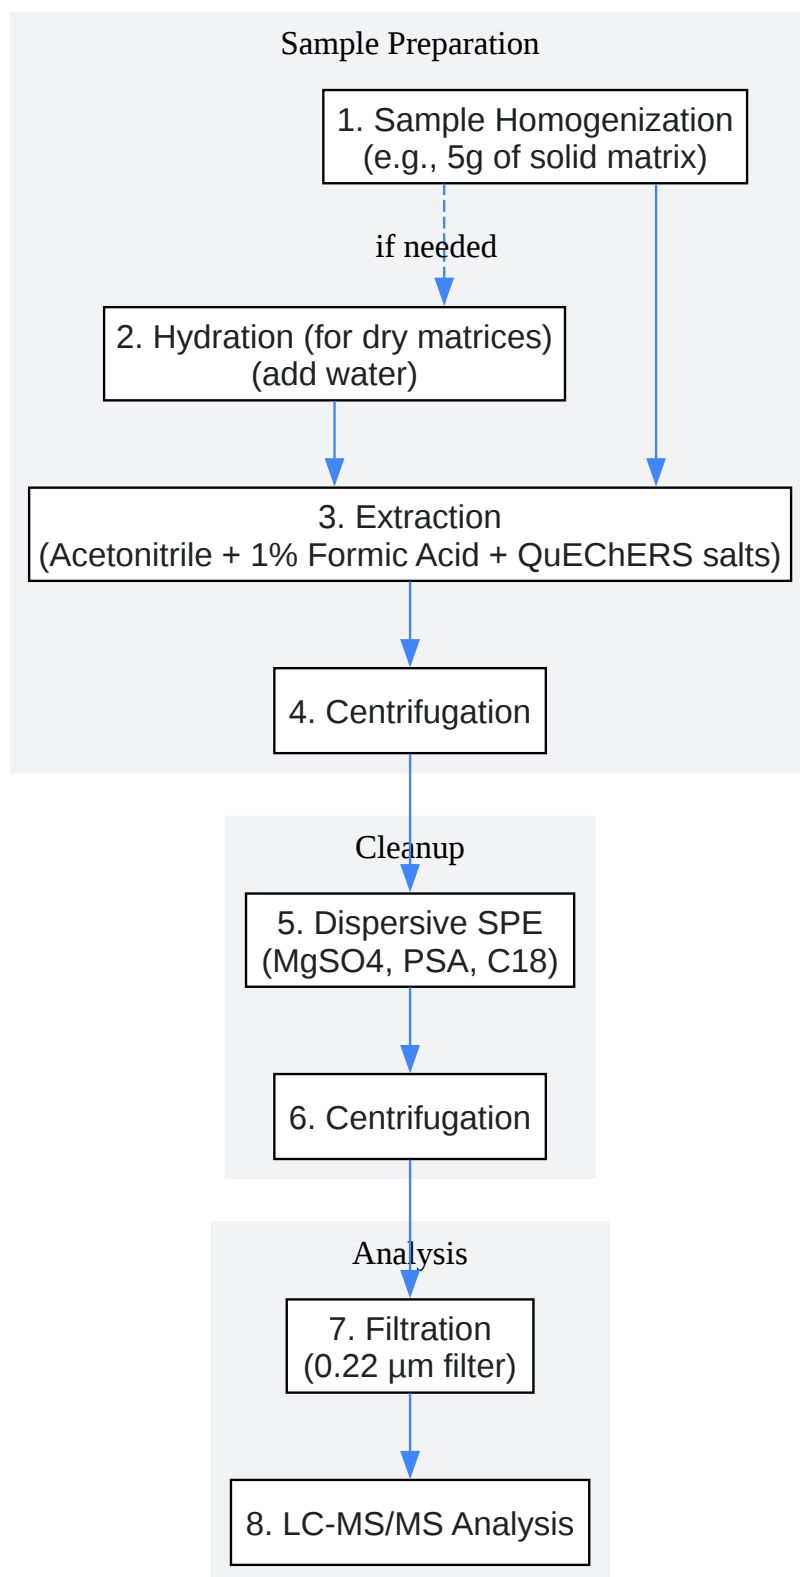 Sample Preparation
1. Sample Homogenization
(e.g., 5g of solid matrix)
if needed
2. Hydration (for dry matrices)
(add water)
3. Extraction
(Acetonitrile + 1% Formic Acid + QuEChERS salts)
4. Centrifugation
Cleanup
5. Dispersive SPE
(MgSO4, PSA, C18)
6. Centrifugation
Analysis
7. Filtration
(0.22 µm filter)
8. LC-MS/MS Analysis